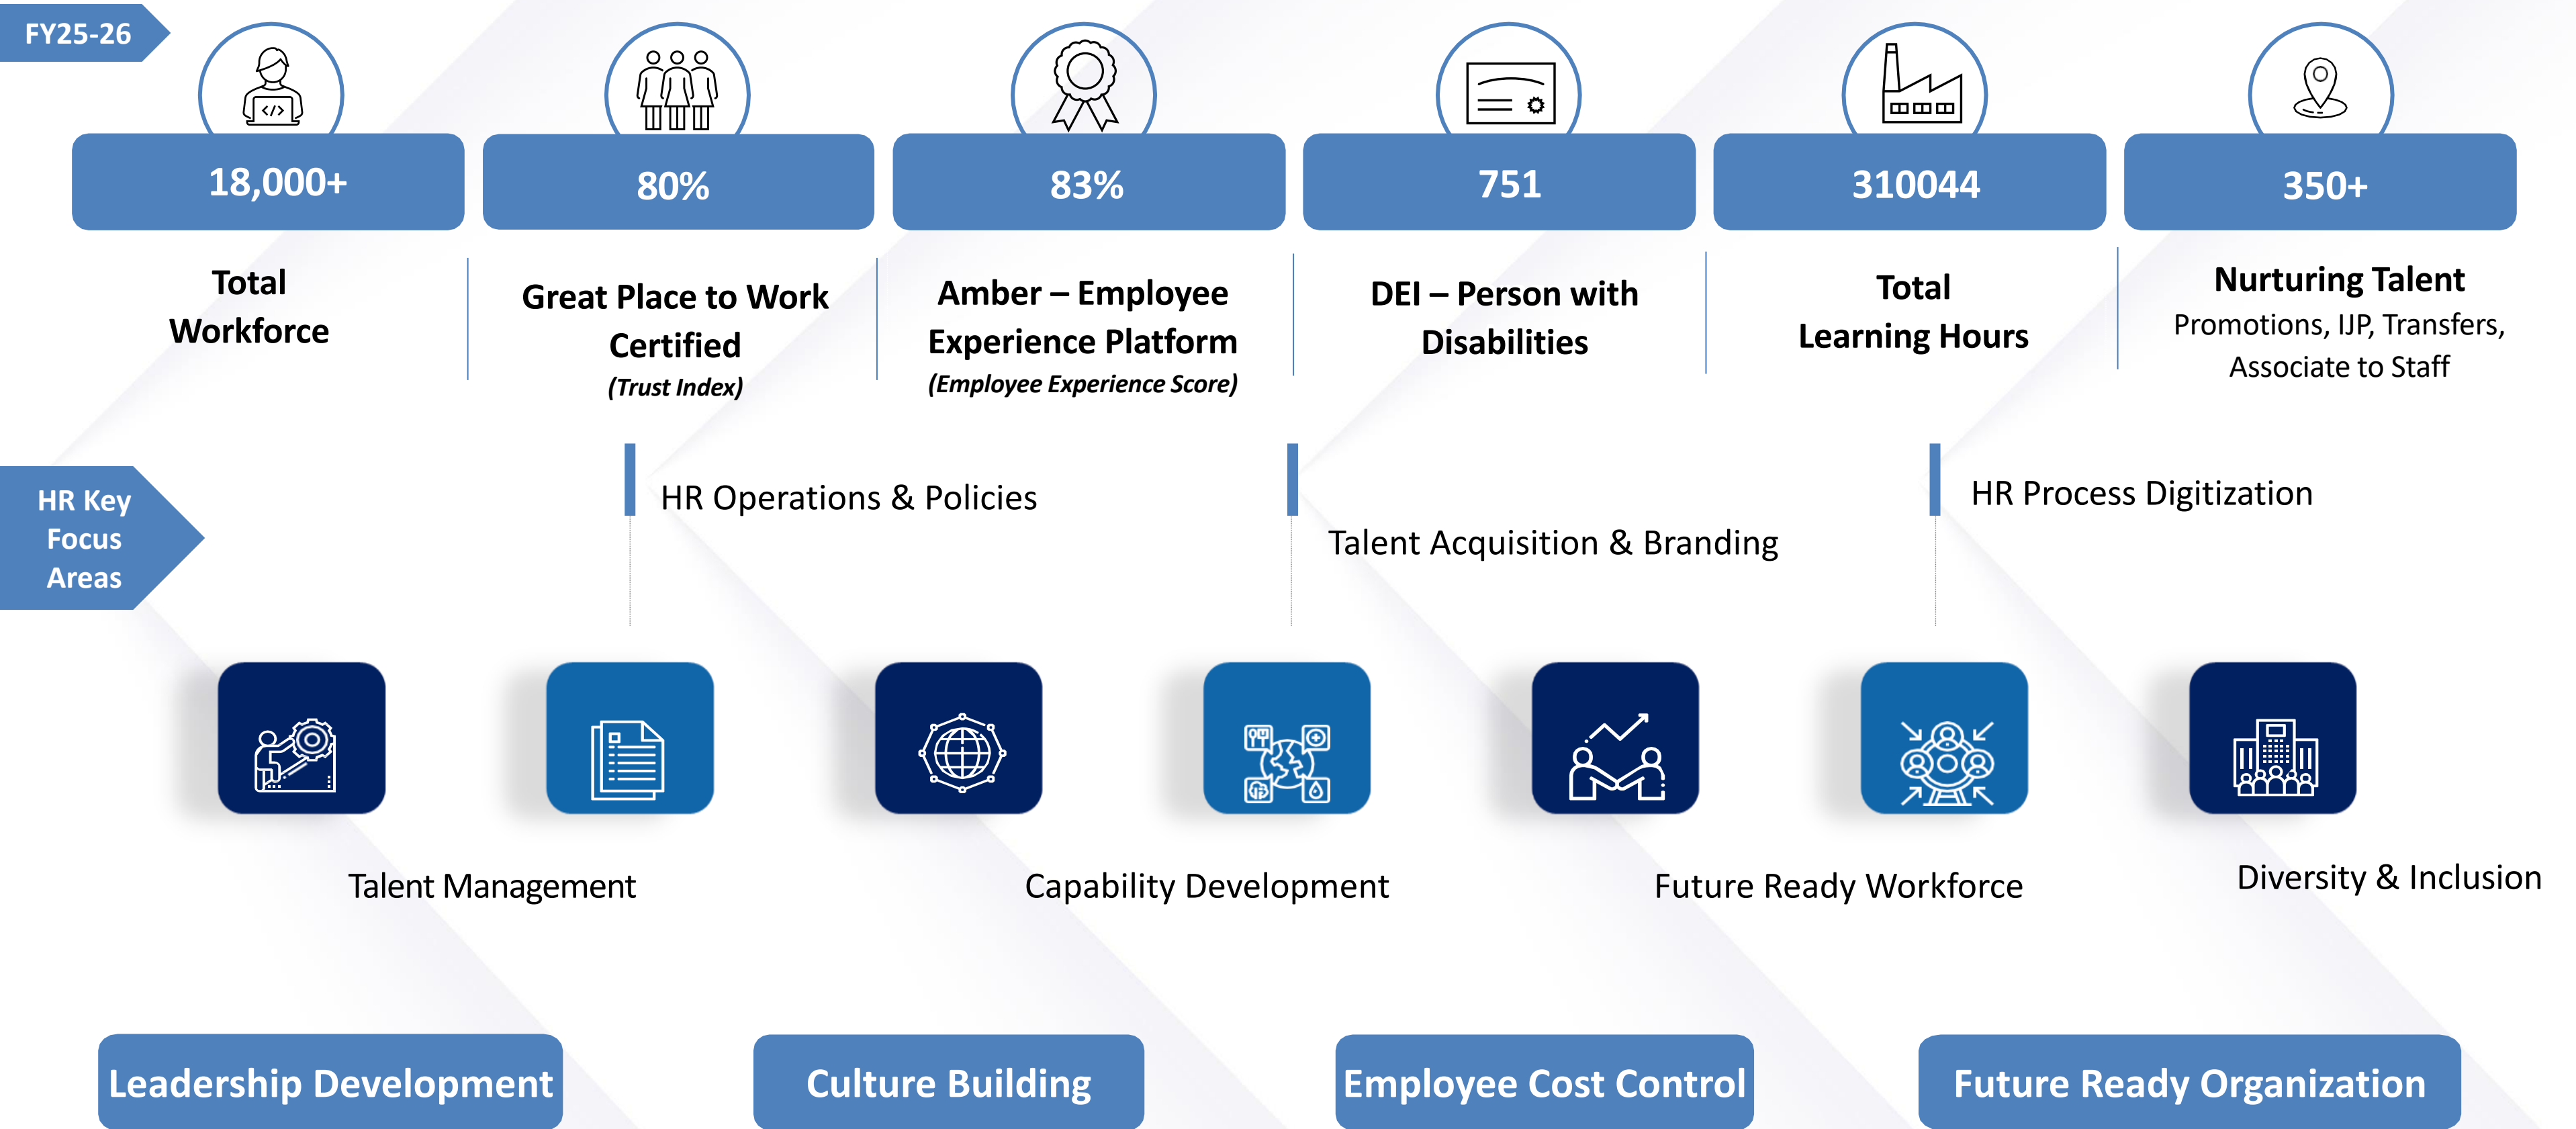 FY25-26
18,000+
80%
83%
751
310044
350+
Total
Workforce
Great Place to Work
Certified
(Trust Index)
Amber – Employee
Experience Platform
(Employee Experience Score)
DEI – Person with
Disabilities
Total
Learning Hours
Nurturing Talent
Promotions, IJP, Transfers,
Associate to Staff
HR Key
Focus
Areas
HR Operations & Policies
Talent Acquisition & Branding
HR Process Digitization
Talent Management
Capability Development
Future Ready Workforce
Diversity & Inclusion
Leadership Development
Culture Building
Employee Cost Control
Future Ready Organization